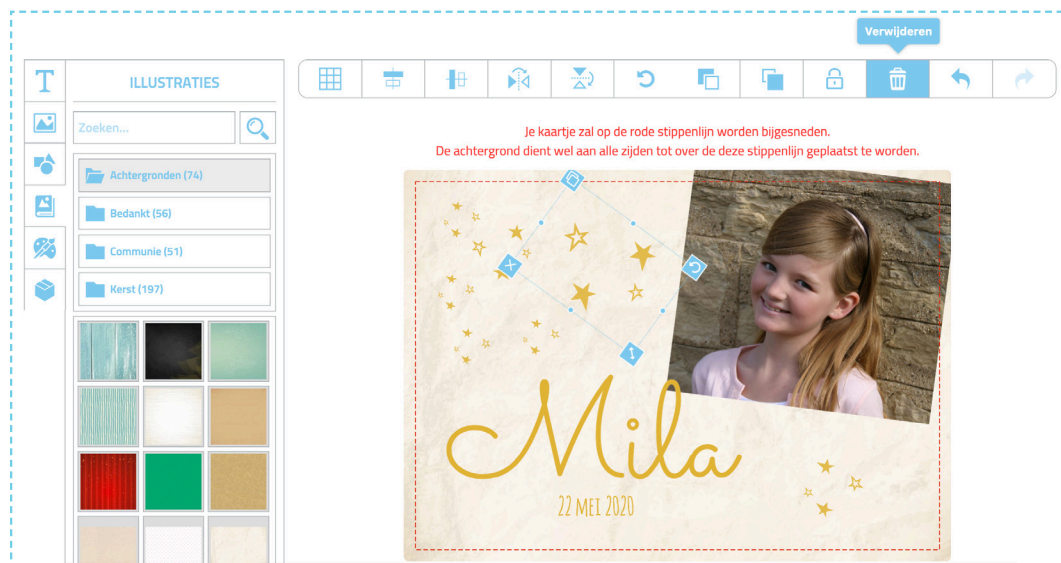 Verwijderen
T
ILLUSTRATIES
Zoeken...
Achtergronden (74)
Bedankt (56)
Communie (51)
Kerst (197)
Je kaartje zal op de rode stippenlijn worden bijgesneden.
De achtergrond dient wel aan alle zijden tot over de deze stippenlijn geplaatst te worden.
Mila
22 MEI 2020